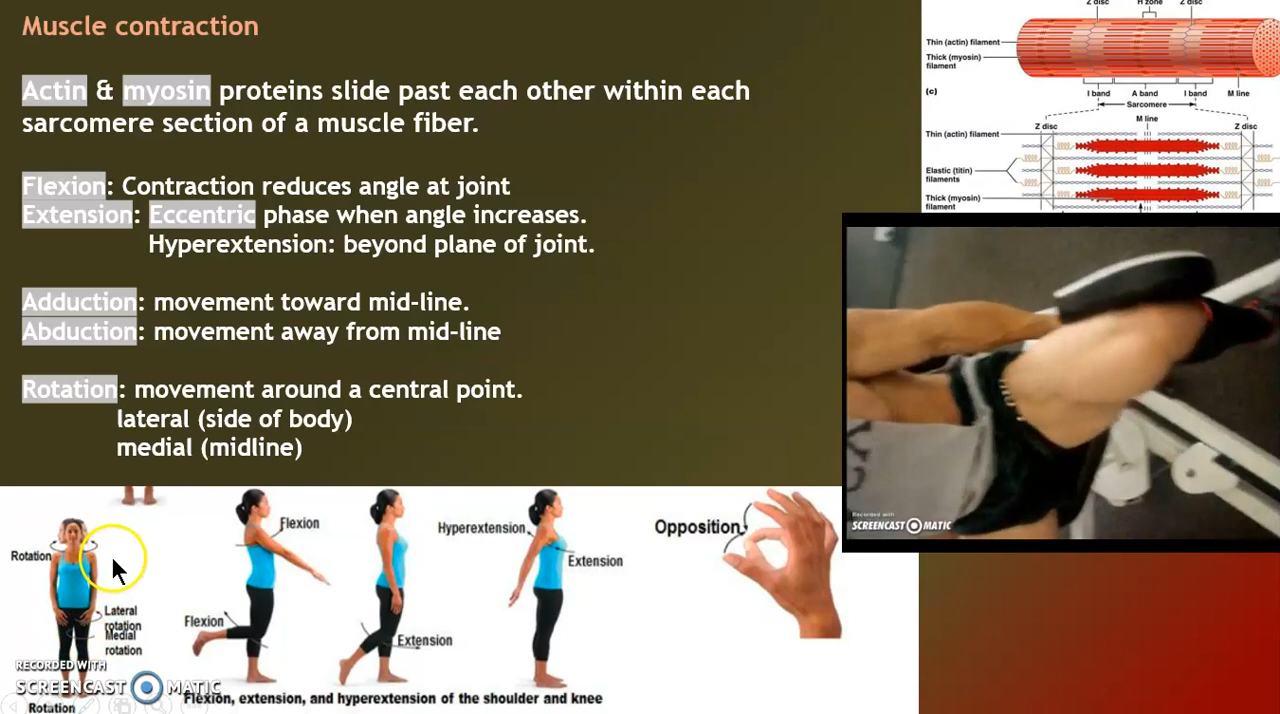 Muscle contraction
Actin & myosin proteins slide past each other within each
sarcomere section of a muscle fiber.
Flexion: Contraction reduces angle at joint
Extension: Eccentric phase when angle increases.
Hyperextension: beyond plane of joint.
Adduction: movement toward mid-line.
Abduction: movement away from mid-line
Rotation: movement around a central point.
lateral (side of body)
medial (midline)
Z disc H zone Z disc
Thin (actin) filament
Thick (myosin)
filament
(c)
I band A band I band M line
Sarcomere
M line
Z disc Z disc
Thin (actin) filament
Elastic (titin)
filaments
Thick (myosin)
filament
Recorded with
SCREENCAST MATIC
Rotation
Lateral
rotation
Medial
rotation
Flexion
Flexion
Extension
Hyperextension
Extension
Opposition
RECORDED WITH
SCREENCAST MATIC
Rotation
Flexion, extension, and hyperextension of the shoulder and knee